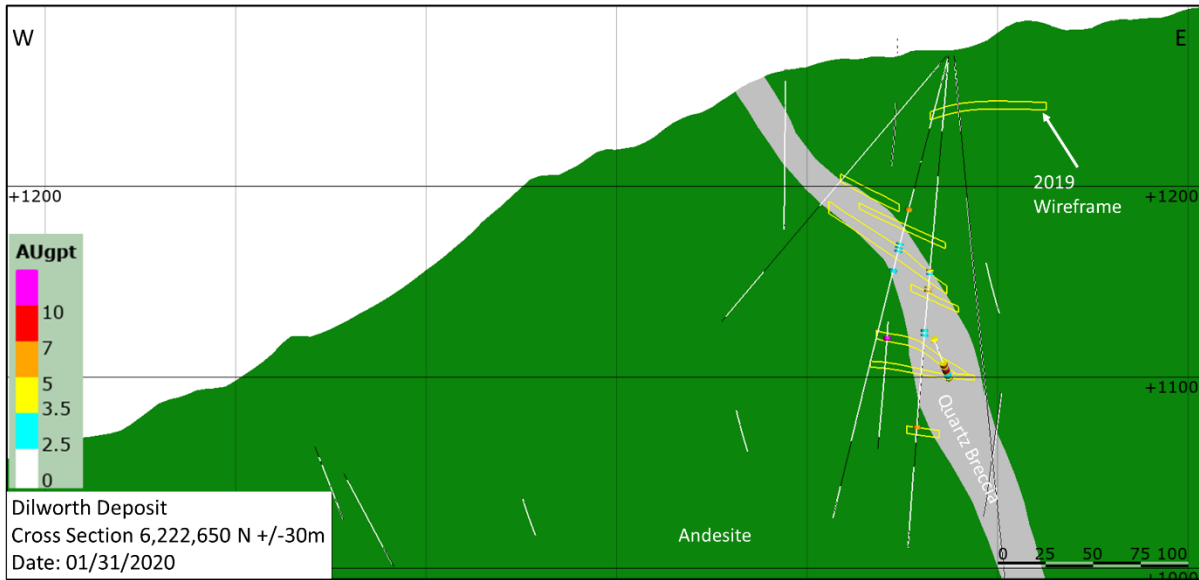 W
E
+1200
+1200
2019
Wireframe
AUgpt
10
7
5
3.5
2.5
0
+1100
Quartz Breccia
Andesite
Dilworth Deposit
Cross Section 6,222,650 N +/-30m
Date: 01/31/2020
0 25 50 75 100
+1000